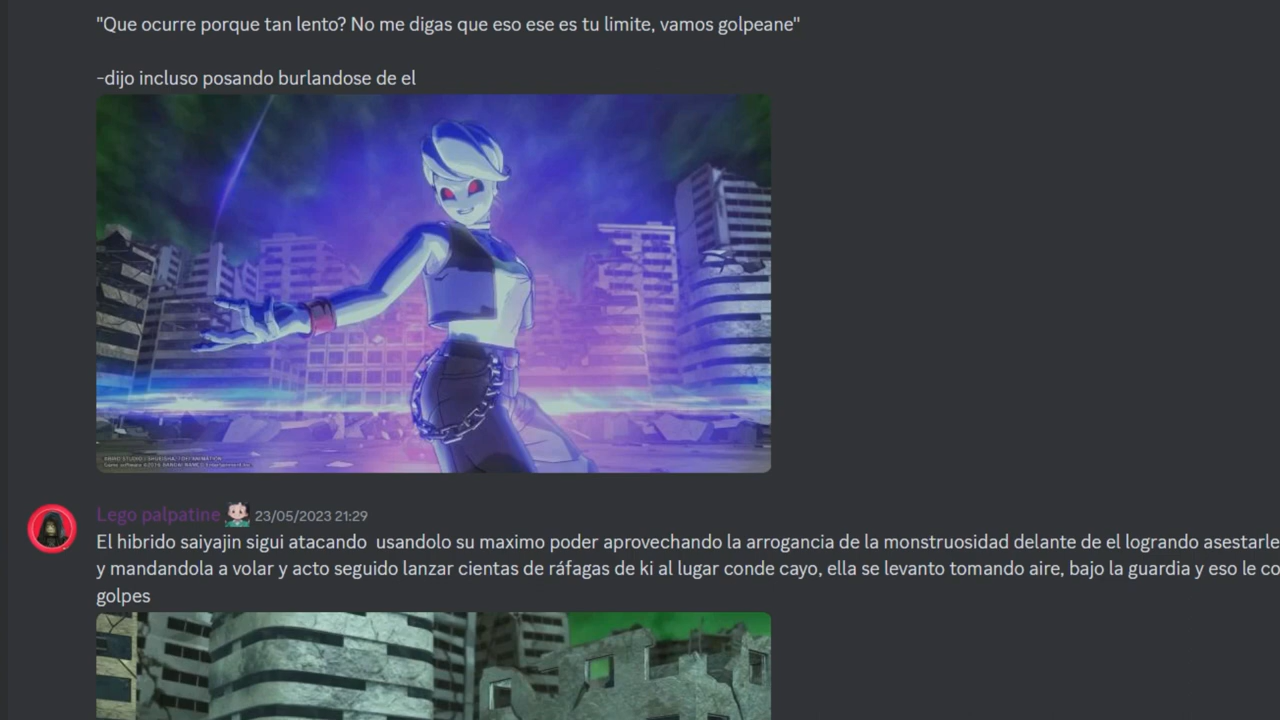 "Que ocurre porque tan lento? No me digas que eso ese es tu limite, vamos golpeane"
-dijo incluso posando burlandose de el
Lego palpatine 23/05/2023 21:29
El hibrido saiyajin sigui atacando usandolo su maximo poder aprovechando la arrogancia de la monstruosidad delante de el logrando asestarle
y mandandola a volar y acto seguido lanzar cientas de ráfagas de ki al lugar conde cayo, ella se levanto tomando aire, bajo la guardia y eso le co
golpes